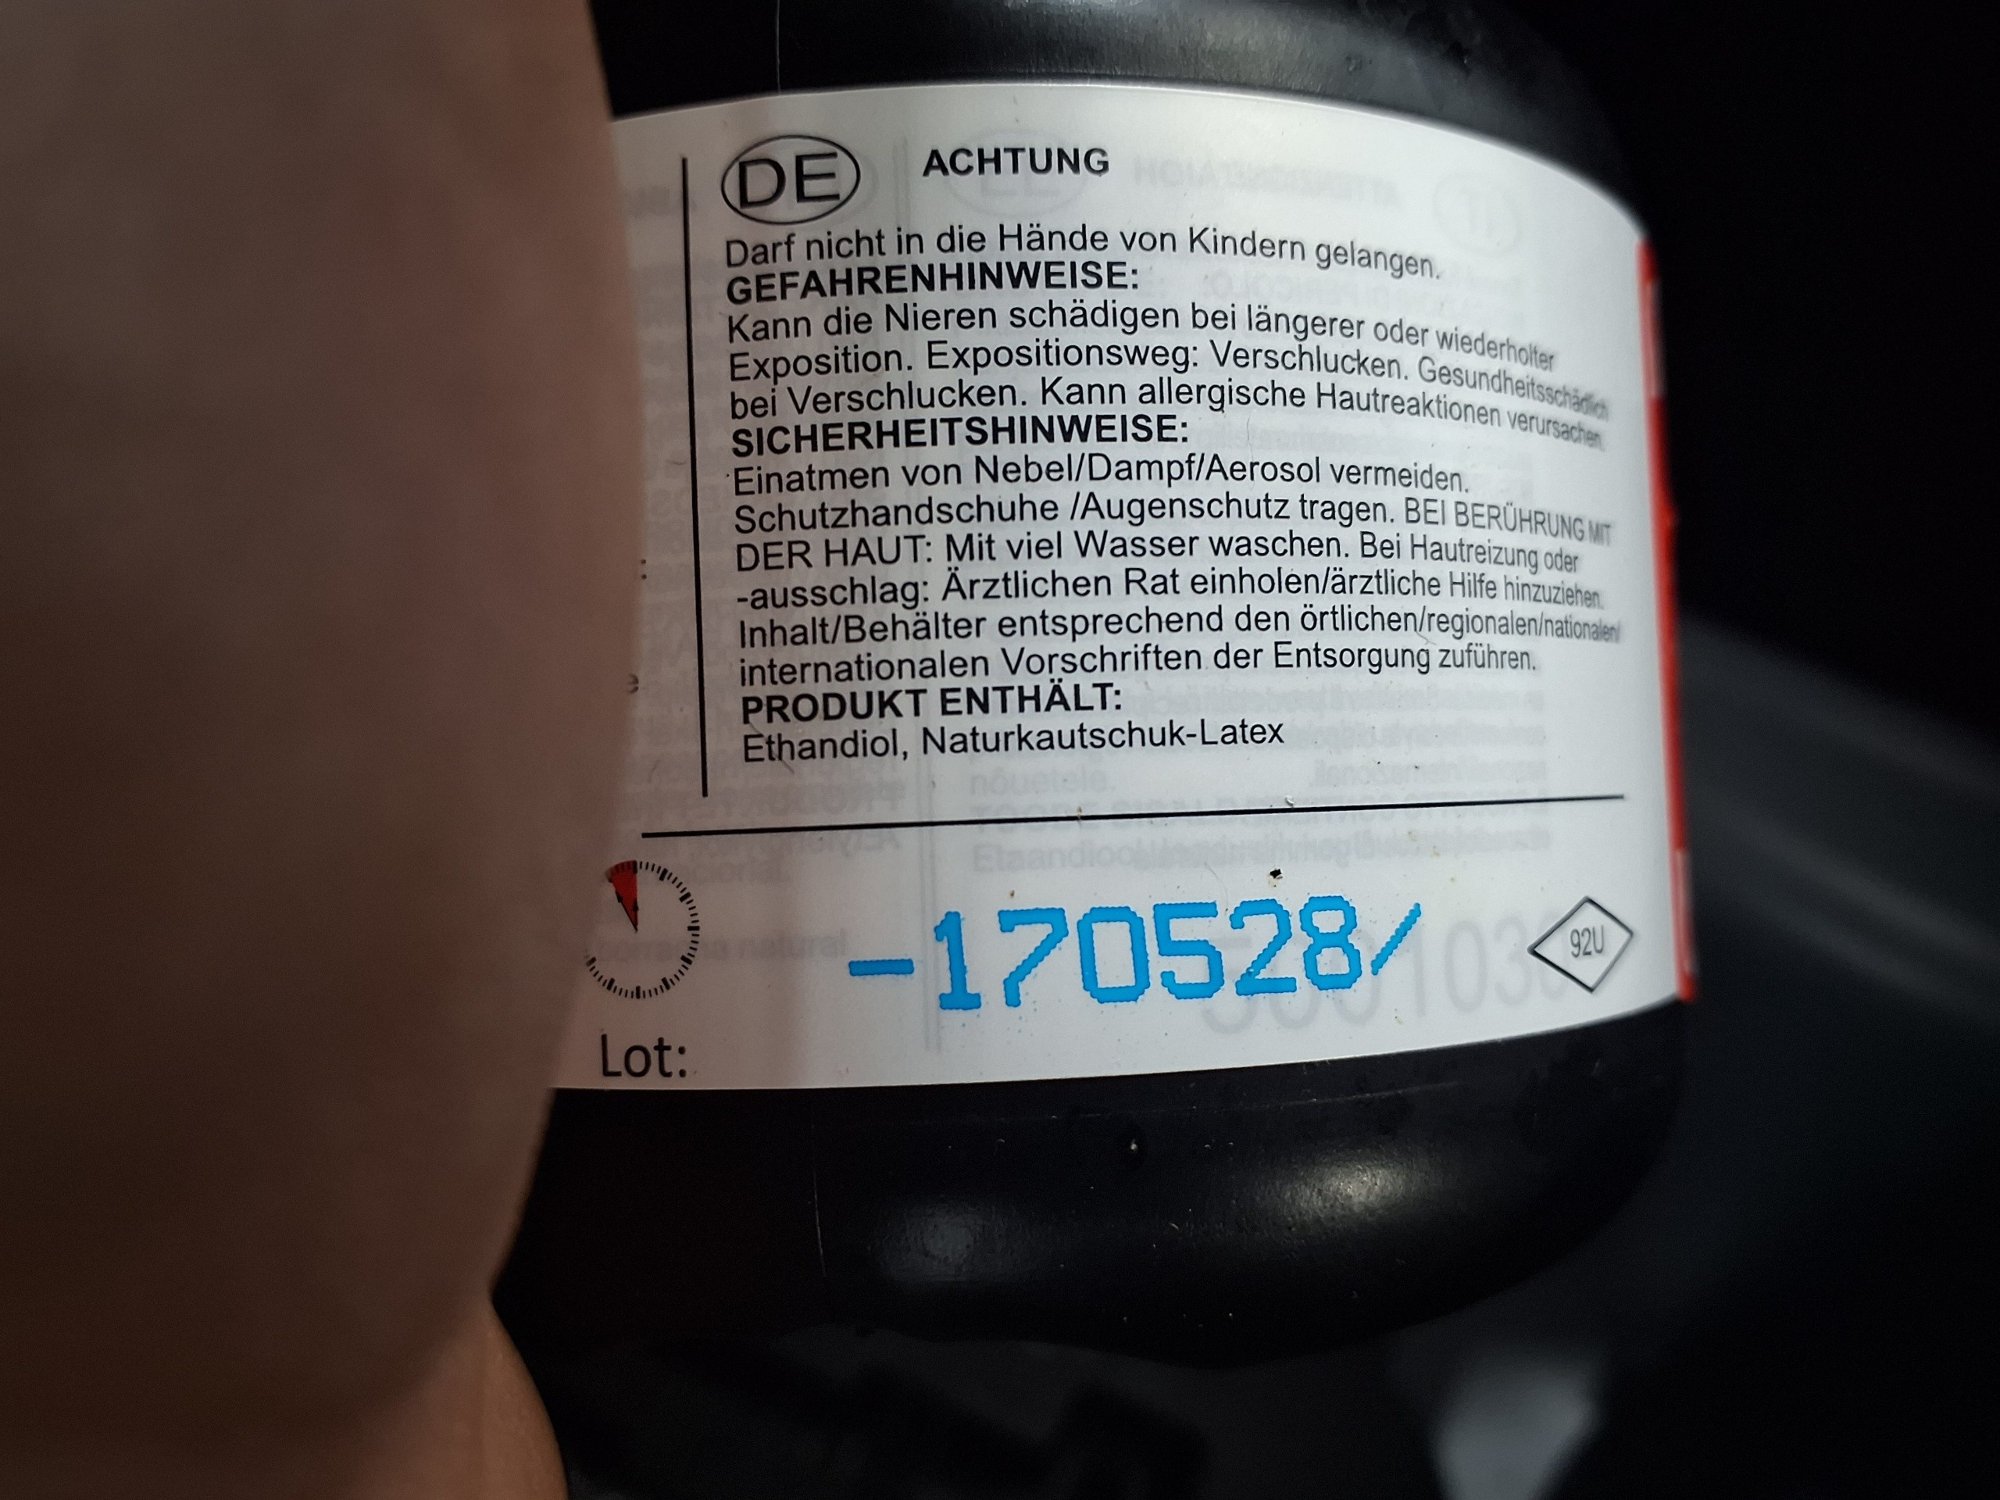 DE ACHTUNG
Darf nicht in die Hände von Kindern gelangen.
GEFAHRENHINWEISE:
Kann die Nieren schädigen bei längerer oder wiederholter
Exposition. Expositionsweg: Verschlucken. Gesundheitsschädlich
bei Verschlucken. Kann allergische Hautreaktionen verursachen.
SICHERHEITSHINWEISE:
Einatmen von Nebel/Dampf/Aerosol vermeiden.
Schutzhandschuhe /Augenschutz tragen. BEI BERÜHRUNG MIT
DER HAUT: Mit viel Wasser waschen. Bei Hautreizung oder
-ausschlag: Ärztlichen Rat einholen/ärztliche Hilfe hinzuziehen.
Inhalt/Behälter entsprechend den örtlichen/regionalen/nationalen/
internationalen Vorschriften der Entsorgung zuführen.
PRODUKT ENTHÄLT:
Ethandiol, Naturkautschuk-Latex
-170528/
92U
Lot: